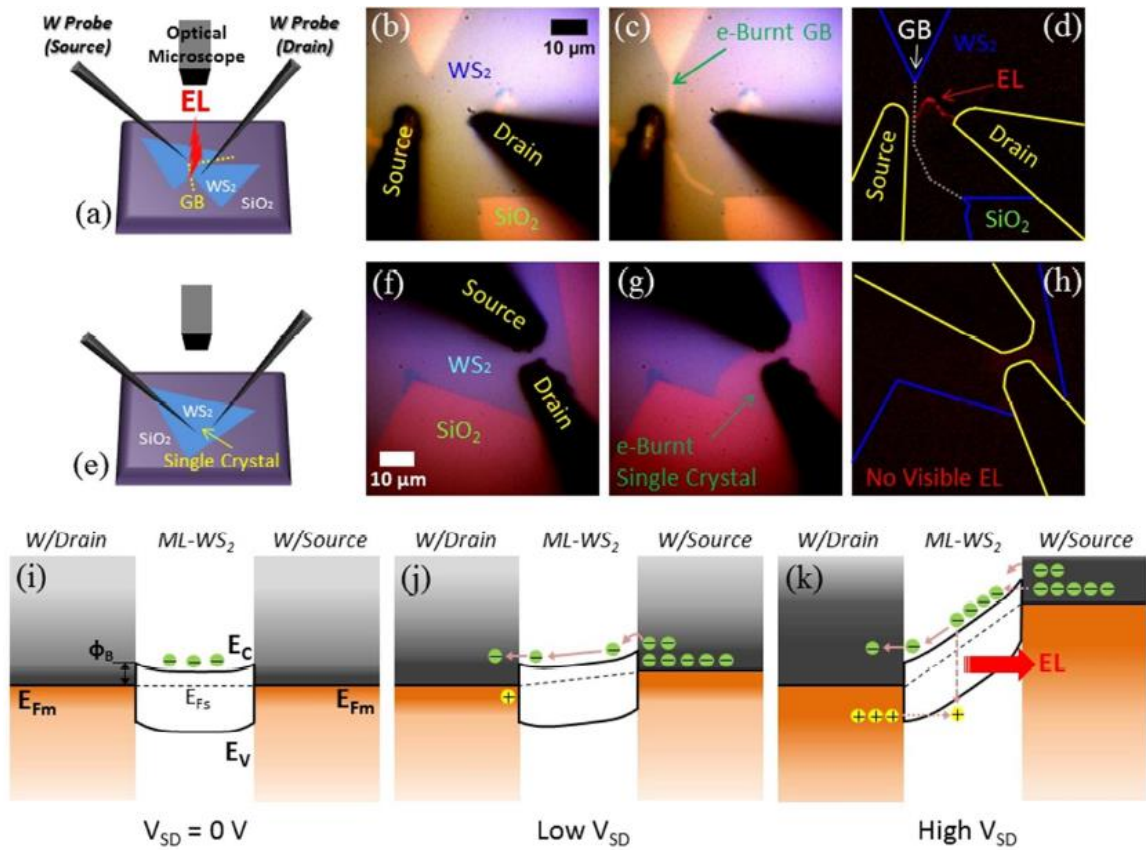 W Probe
(Source)
Optical
Microscope
W Probe
(Drain)
EL
WS₂
GB
SiO₂
(a)
(b)
10 μm
WS₂
Source
Drain
SiO₂
(c)
e-Burnt GB
(d)
GB
WS₂
EL
Source
Drain
SiO₂
(e)
WS₂
SiO₂
Single Crystal
(f)
Source
WS₂
Drain
SiO₂
10 μm
(g)
e-Burnt
Single Crystal
(h)
No Visible EL
W/Drain ML-WS₂ W/Source
(i)
ϕB
EC
EFm
EFs
EFm
EV
VSD = 0 V
W/Drain ML-WS₂ W/Source
(j)
Low VSD
W/Drain ML-WS₂ W/Source
(k)
EL
High VSD